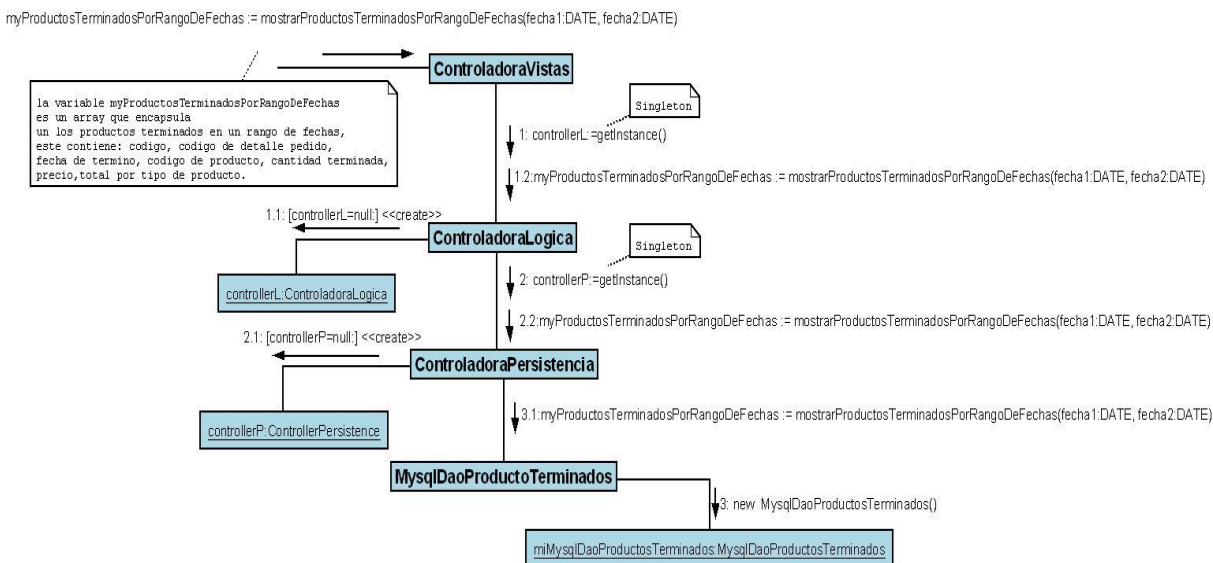 myProductosTerminadosPorRangoDeFechas := mostrarProductosTerminadosPorRangoDeFechas(fecha1:DATE, fecha2:DATE)
ControladoraVistas
la variable myProductosTerminadosPorRangoDeFechas
es un array que encapsula
un los productos terminados en un rango de fechas,
este contiene: codigo, codigo de detalle pedido,
fecha de termino, codigo de producto, cantidad terminada,
precio,total por tipo de producto.
Singleton
1: controllerL:=getInstance()
1.2:myProductosTerminadosPorRangoDeFechas := mostrarProductosTerminadosPorRangoDeFechas(fecha1:DATE, fecha2:DATE)
1.1: [controllerL=null:] <<create>>
ControladoraLogica
Singleton
controllerL:ControladoraLogica
2: controllerP:=getInstance()
2.2:myProductosTerminadosPorRangoDeFechas := mostrarProductosTerminadosPorRangoDeFechas(fecha1:DATE, fecha2:DATE)
2.1: [controllerP=null:] <<create>>
ControladoraPersistencia
controllerP:ControllerPersistence
3.1:myProductosTerminadosPorRangoDeFechas := mostrarProductosTerminadosPorRangoDeFechas(fecha1:DATE, fecha2:DATE)
MysqlDaoProductoTerminados
3: new MysqlDaoProductosTerminados()
miMysqlDaoProductosTerminados:MysqlDaoProductosTerminados